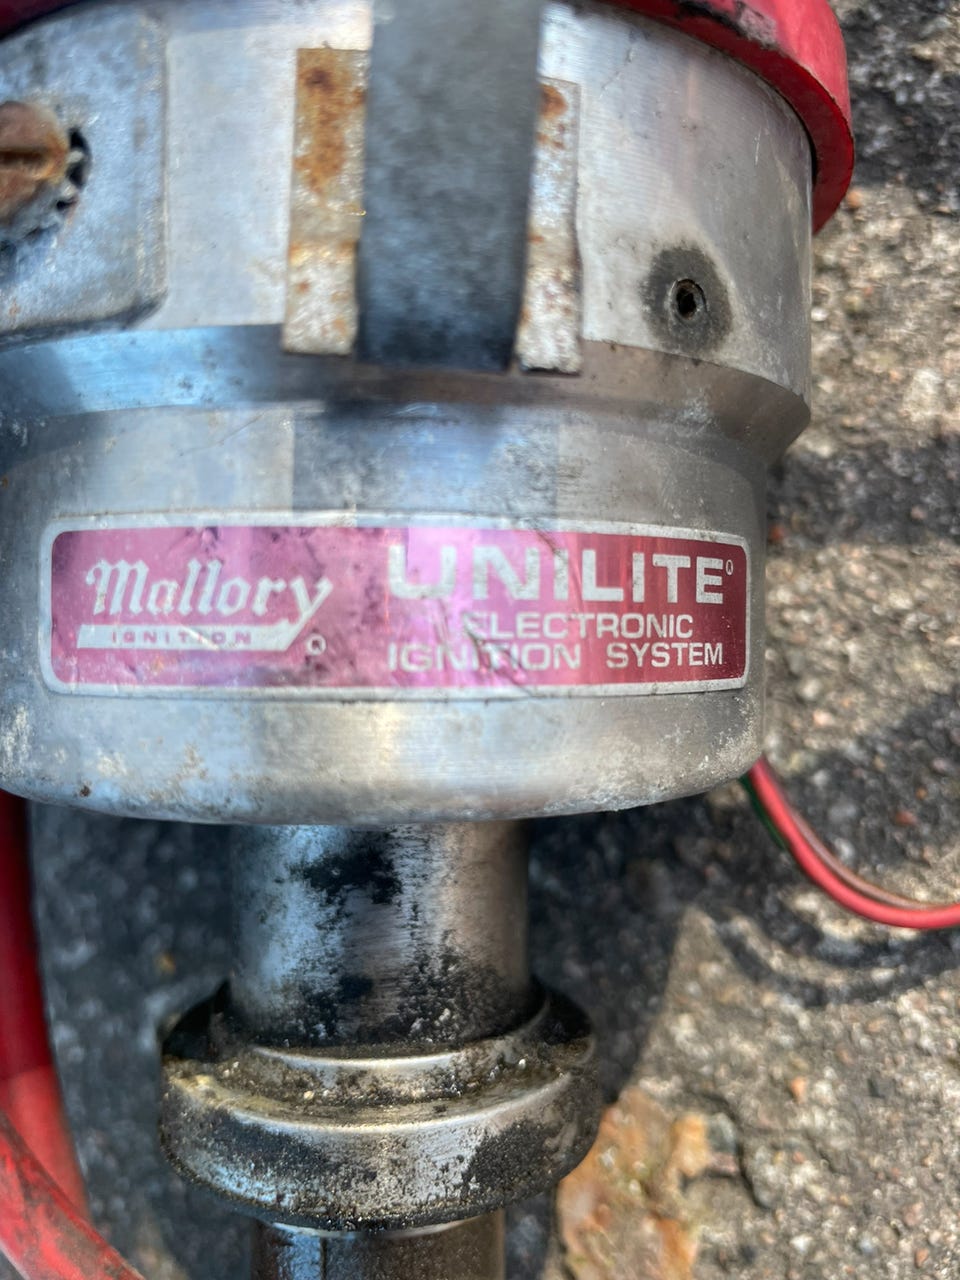 Mallory
IGNITION ®
UNILITE®
ELECTRONIC
IGNITION SYSTEM